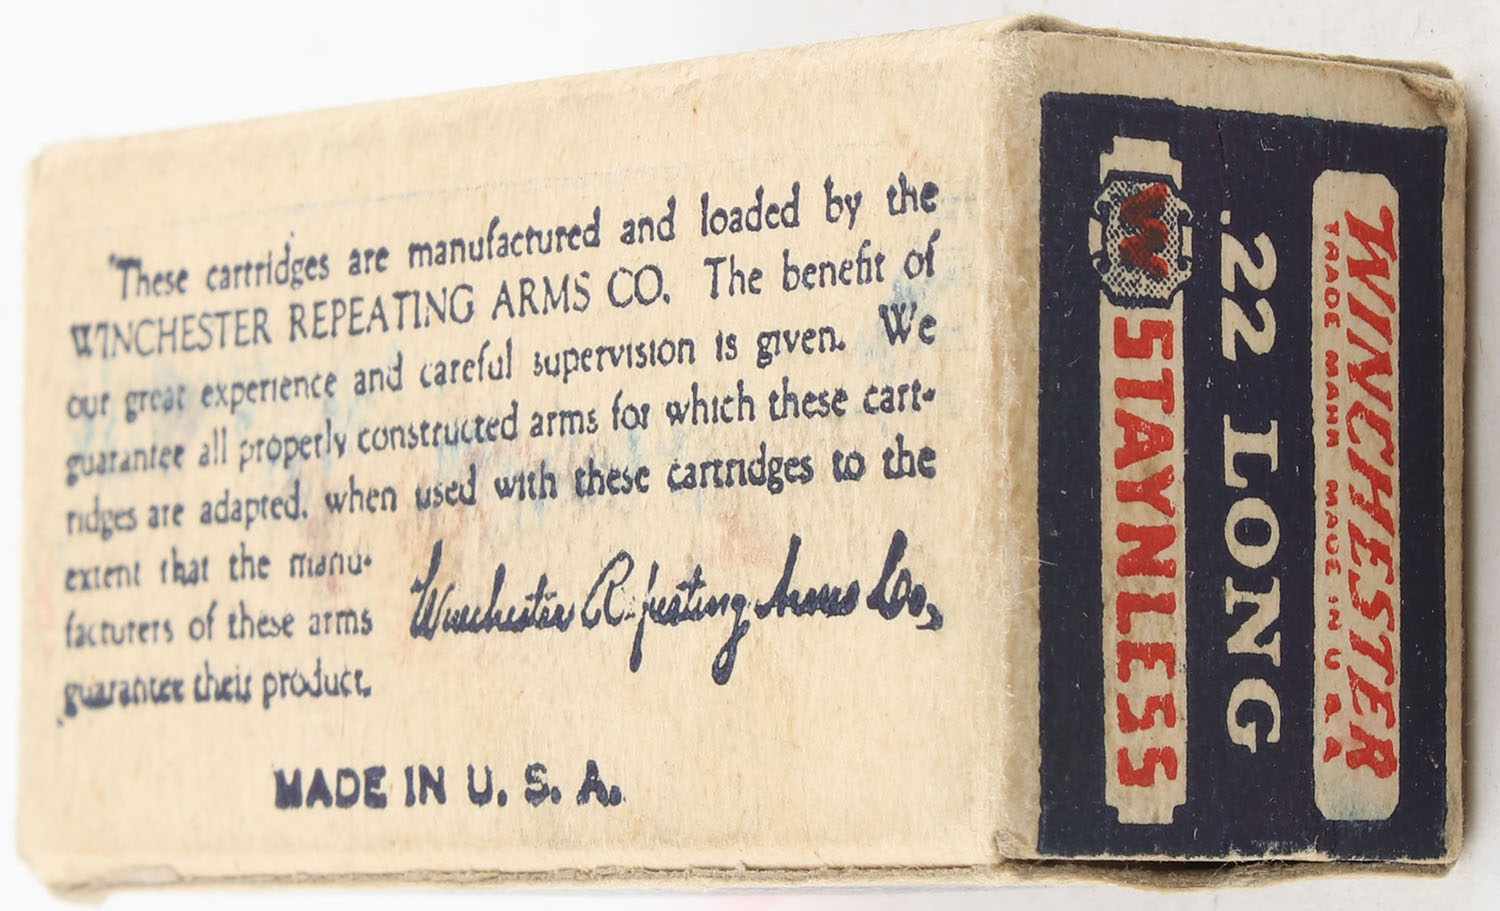 These cartridges are manufactured and loaded by the
WINCHESTER REPEATING ARMS CO. The benefit of
our great experience and careful supervision is given. We
guarantee all properly constructed arms for which these cart-
ridges are adapted, when used with these cartridges to the
extent that the manu-
facturers of these arms
guarantee their product.
Winchester Repeating Arms Co.,
MADE IN U. S. A.
WINCHESTER
TRADE MARK MADE IN U. S. A.
.22 LONG
W STAYNLESS